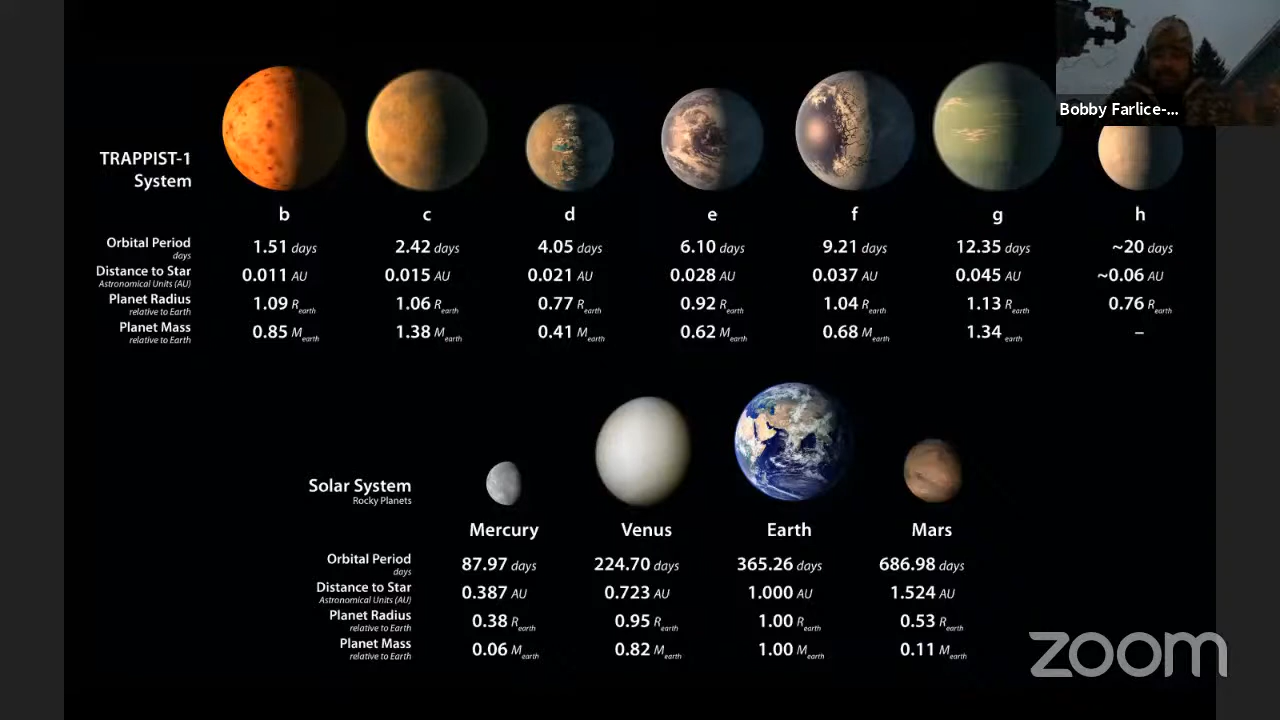 Bobby Farlice-...
TRAPPIST-1
System
b c d e f g h
Orbital Period 1.51 days 2.42 days 4.05 days 6.10 days 9.21 days 12.35 days ~20 days
days
Distance to Star 0.011 AU 0.015 AU 0.021 AU 0.028 AU 0.037 AU 0.045 AU ~0.06 AU
Astronomical Units (AU)
Planet Radius 1.09 Rearth 1.06 Rearth 0.77 Rearth 0.92 Rearth 1.04 Rearth 1.13 Rearth 0.76 Rearth
relative to Earth
Planet Mass 0.85 Mearth 1.38 Mearth 0.41 Mearth 0.62 Mearth 0.68 Mearth 1.34 earth –
relative to Earth
Solar System
Rocky Planets
Mercury Venus Earth Mars
Orbital Period 87.97 days 224.70 days 365.26 days 686.98 days
days
Distance to Star 0.387 AU 0.723 AU 1.000 AU 1.524 AU
Astronomical Units (AU)
Planet Radius 0.38 Rearth 0.95 Rearth 1.00 Rearth 0.53 Rearth
relative to Earth
Planet Mass 0.06 Mearth 0.82 Mearth 1.00 Mearth 0.11 Mearth
relative to Earth
zoom